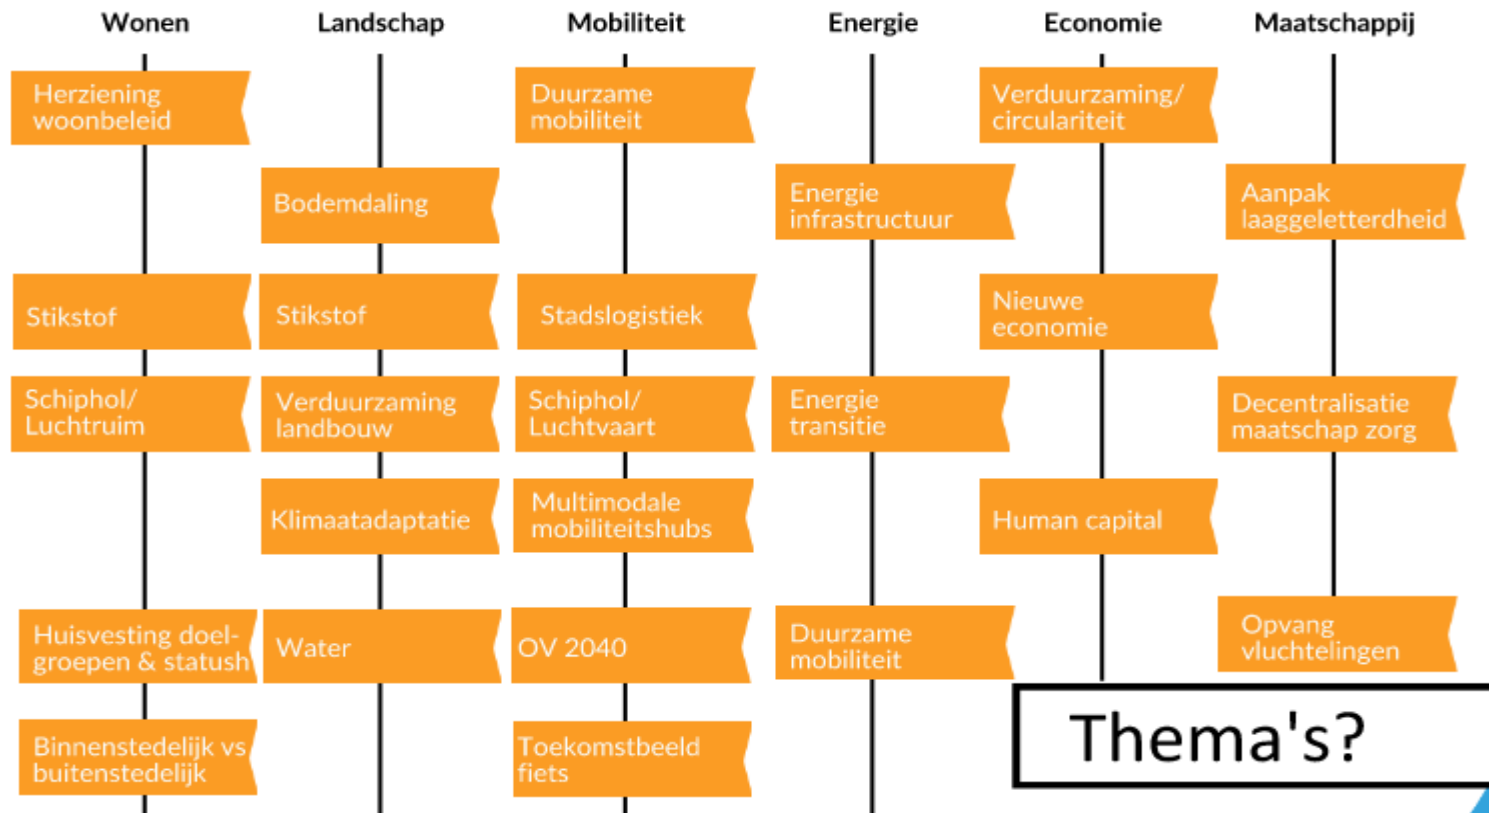 Wonen
Landschap
Mobiliteit
Energie
Economie
Maatschappij
Herziening
woonbeleid
Stikstof
Schiphol/
Luchtruim
Huisvesting doel-
groepen & statush
Binnenstedelijk vs
buitenstedelijk
Bodemdaling
Stikstof
Verduurzaming
landbouw
Klimaatadaptatie
Water
Duurzame
mobiliteit
Stadslogistiek
Schiphol/
Luchtvaart
Multimodale
mobiliteitshubs
OV 2040
Toekomstbeeld
fiets
Energie
infrastructuur
Energie
transitie
Duurzame
mobiliteit
Verduurzaming/
circulariteit
Nieuwe
economie
Human capital
Aanpak
laaggeletterdheid
Decentralisatie
maatschap zorg
Opvang
vluchtelingen
Thema's?